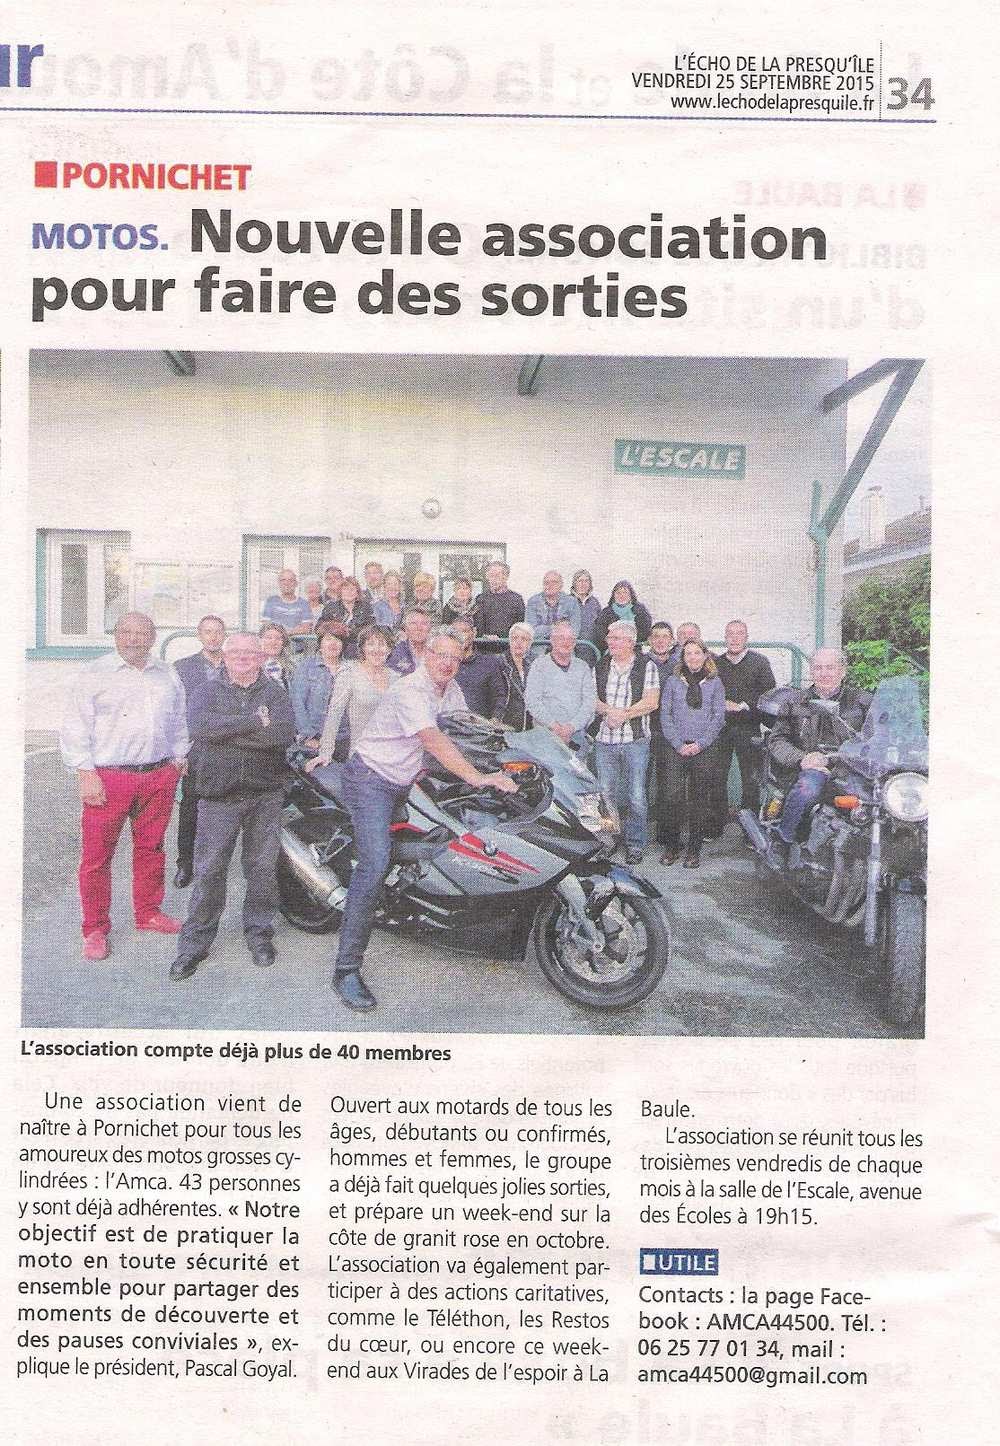 ur
L'ÉCHO DE LA PRESQU'ÎLE
VENDREDI 25 SEPTEMBRE 2015
www.lechodelapresquile.fr
34
PORNICHET
MOTOS. Nouvelle association
pour faire des sorties
L'ESCALE
L'association compte déjà plus de 40 membres
Une association vient de
naître à Pornichet pour tous les
amoureux des motos grosses cy-
lindrées : l'Amca. 43 personnes
y sont déjà adhérentes. « Notre
objectif est de pratiquer la
moto en toute sécurité et
ensemble pour partager des
moments de découverte et
des pauses conviviales », ex-
plique le président, Pascal Goyal.
Ouvert aux motards de tous les
âges, débutants ou confirmés,
hommes et femmes, le groupe
a déjà fait quelques jolies sorties,
et prépare un week-end sur la
côte de granit rose en octobre.
L'association va également par-
ticiper à des actions caritatives,
comme le Téléthon, les Restos
du cœur, ou encore ce week-
end aux Virades de l'espoir à La
Baule.
L'association se réunit tous les
troisièmes vendredis de chaque
mois à la salle de l'Escale, avenue
des Écoles à 19h15.
UTILE
Contacts : la page Face-
book : AMCA44500. Tél. :
06 25 77 01 34, mail :
amca44500@gmail.com